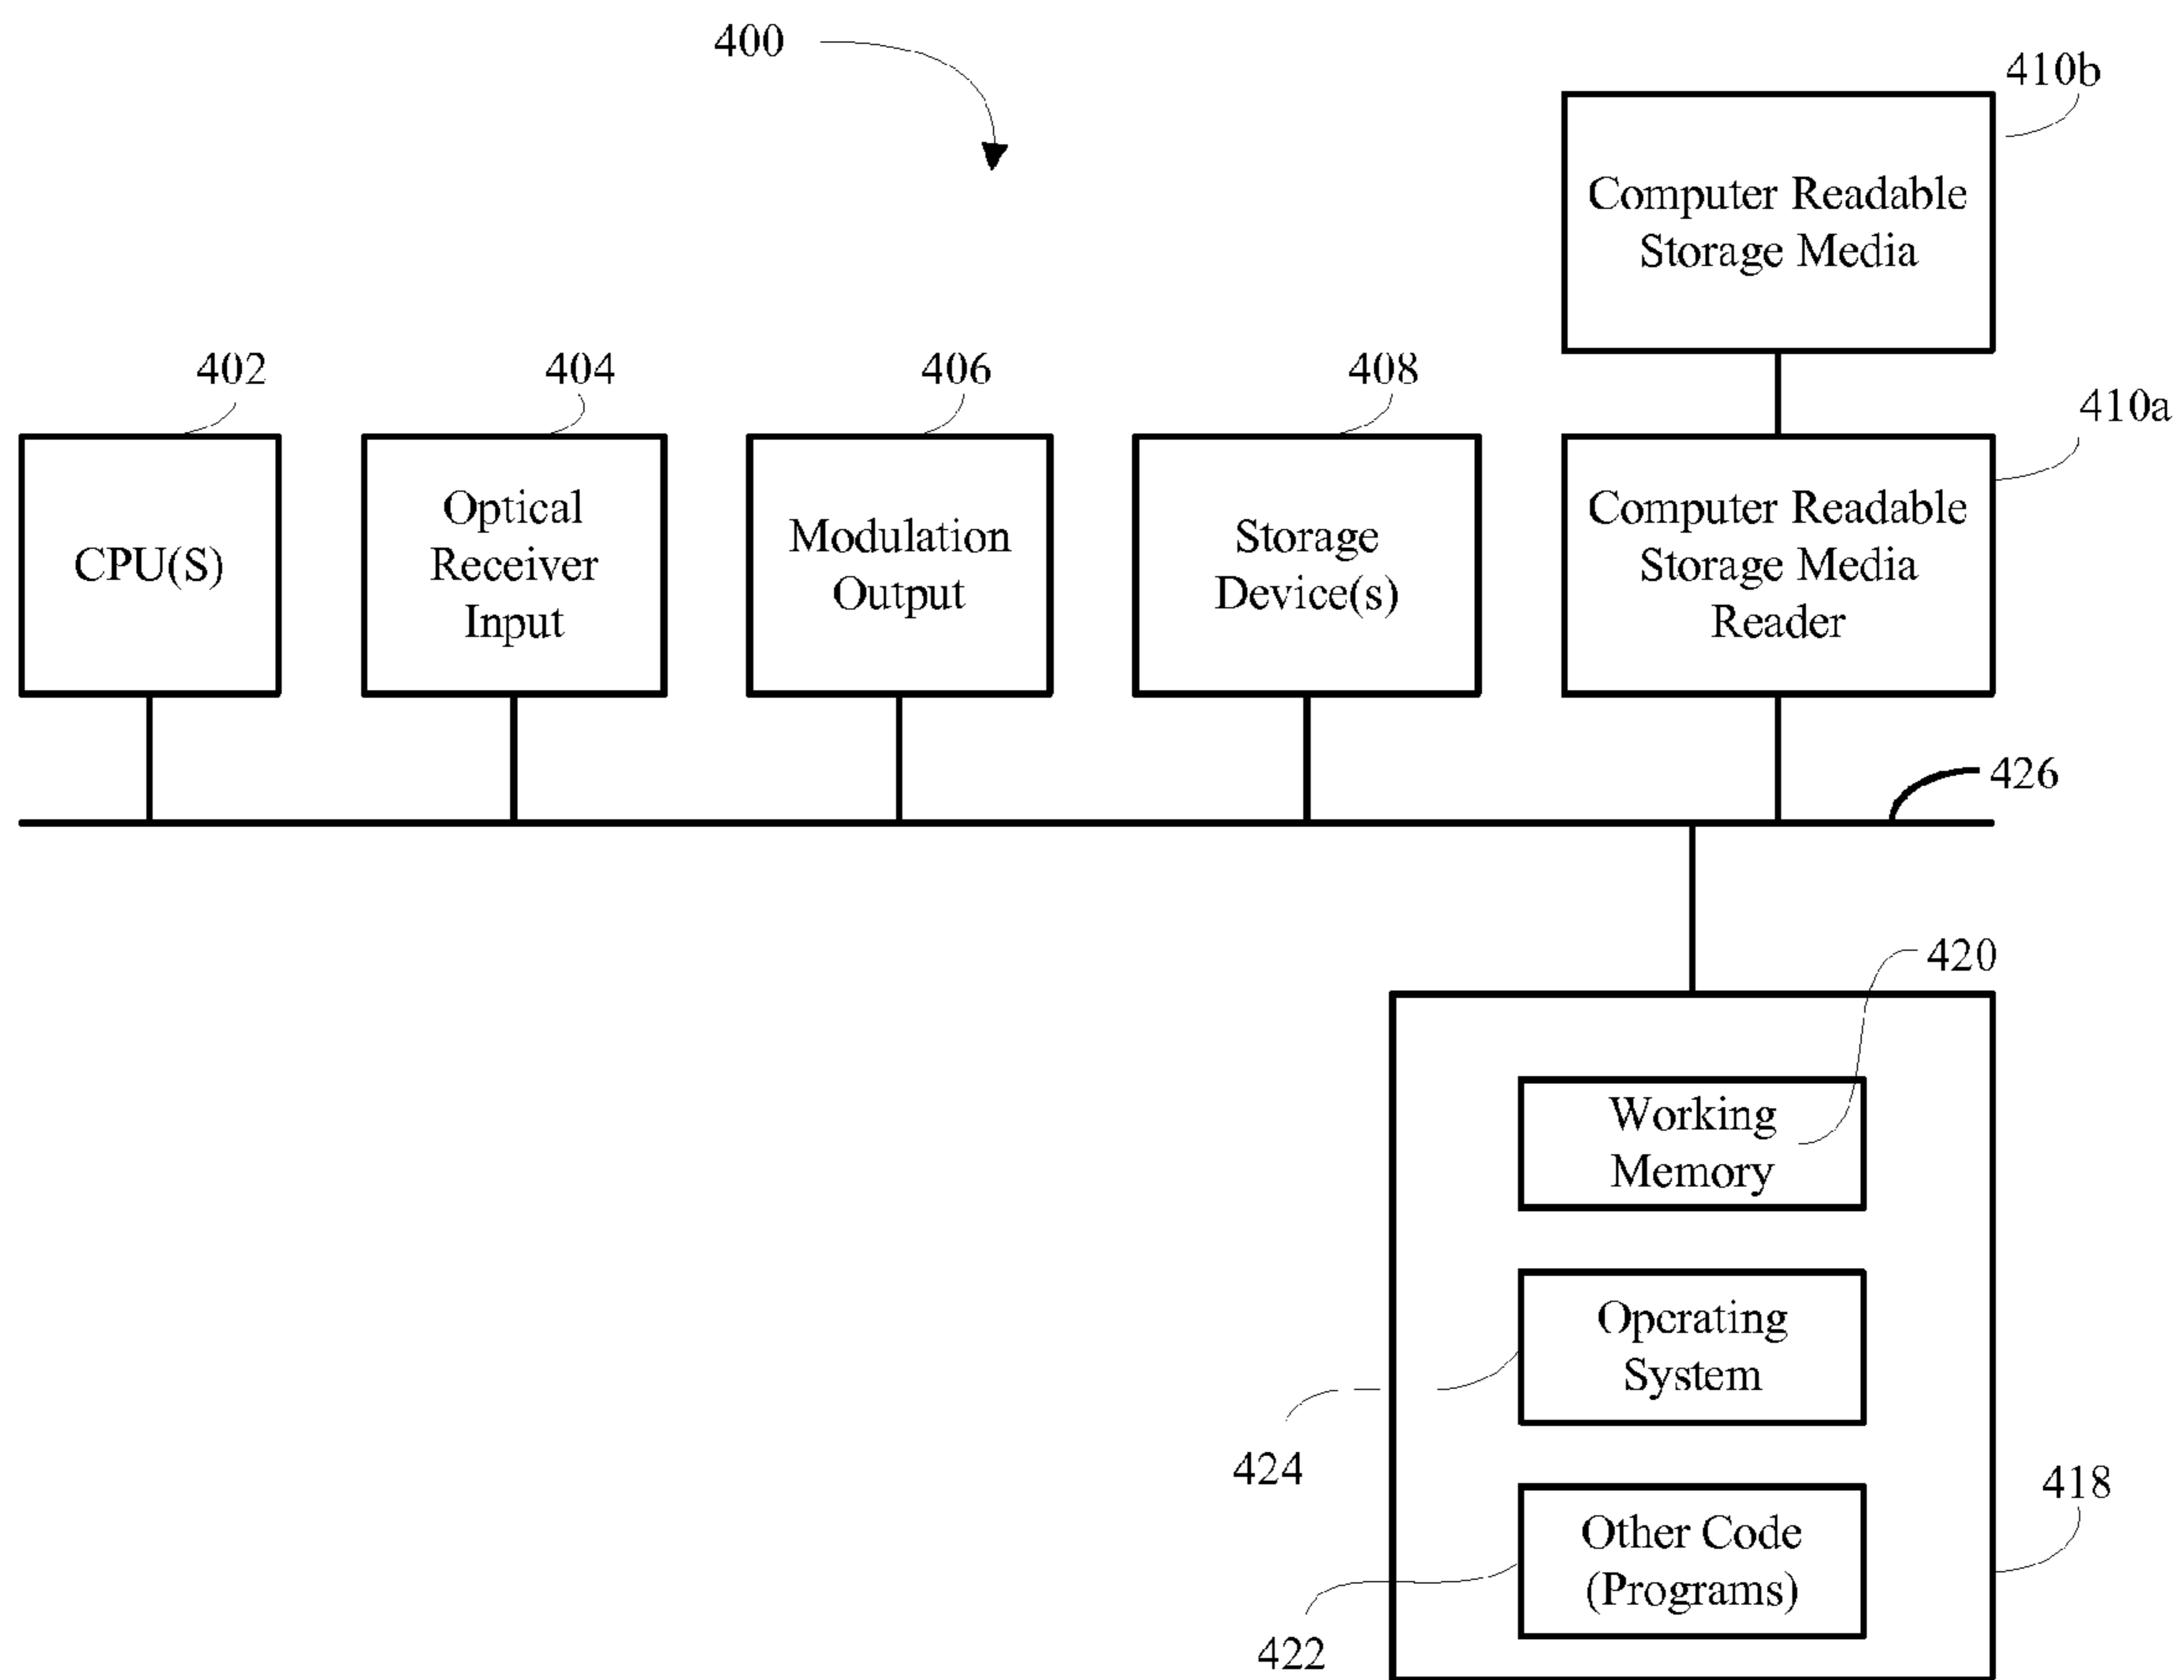 400
410b
Computer Readable
Storage Media
402
404
406
408
410a
CPU(S)
Optical
Receiver
Input
Modulation
Output
Storage
Device(s)
Computer Readable
Storage Media
Reader
426
420
Working
Memory
Operating
System
424
418
Other Code
(Programs)
422